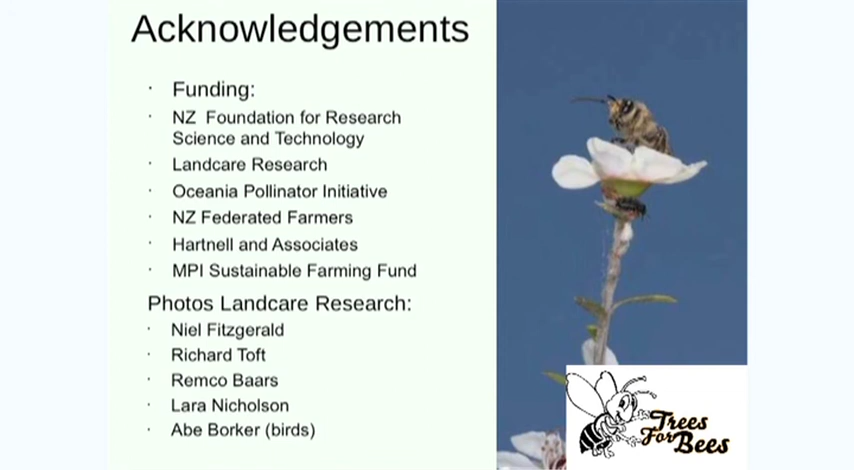 Acknowledgements
· Funding:
· NZ Foundation for Research
Science and Technology
· Landcare Research
· Oceania Pollinator Initiative
· NZ Federated Farmers
· Hartnell and Associates
· MPI Sustainable Farming Fund
Photos Landcare Research:
· Niel Fitzgerald
· Richard Toft
· Remco Baars
· Lara Nicholson
· Abe Borker (birds)
Trees
For Bees